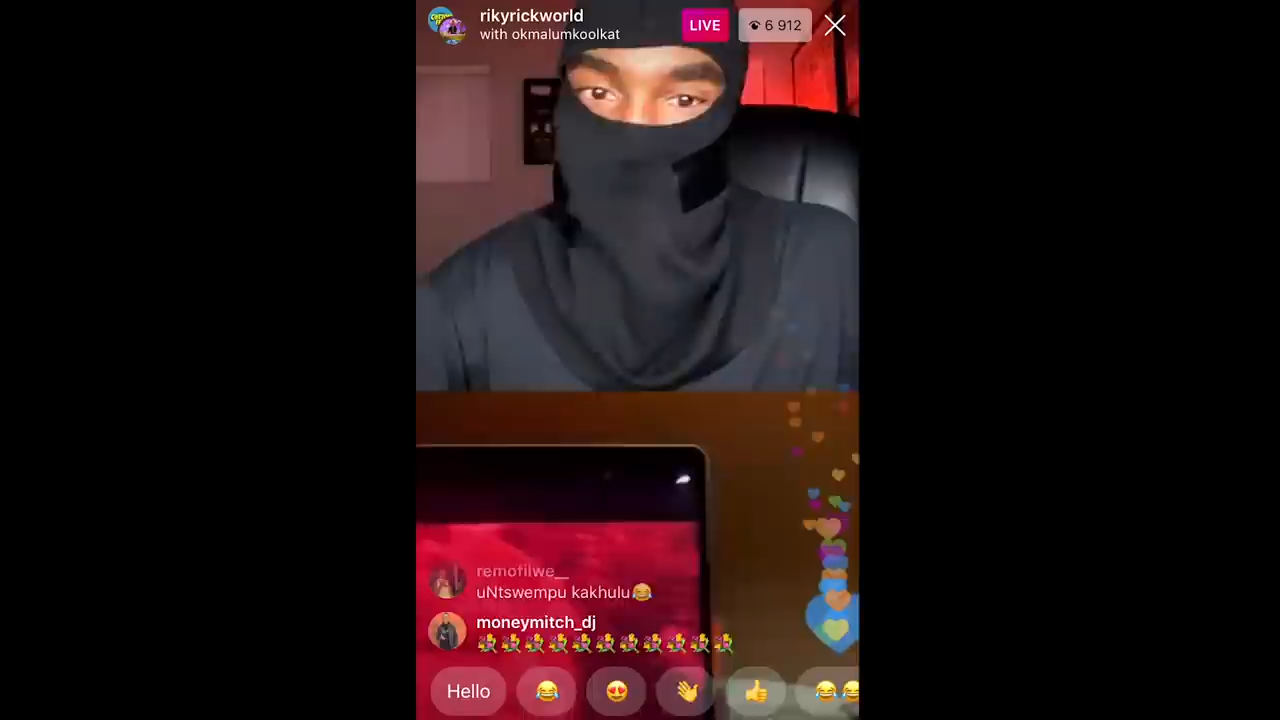 rikyrickworld
with okmalumkoolkat
LIVE
6 912
remofilwe__
uNtswempu kakhulu😂
moneymitch_dj
💐💐💐💐💐💐💐💐💐💐💐
Hello 😂 😍 👋 👍 😂😂